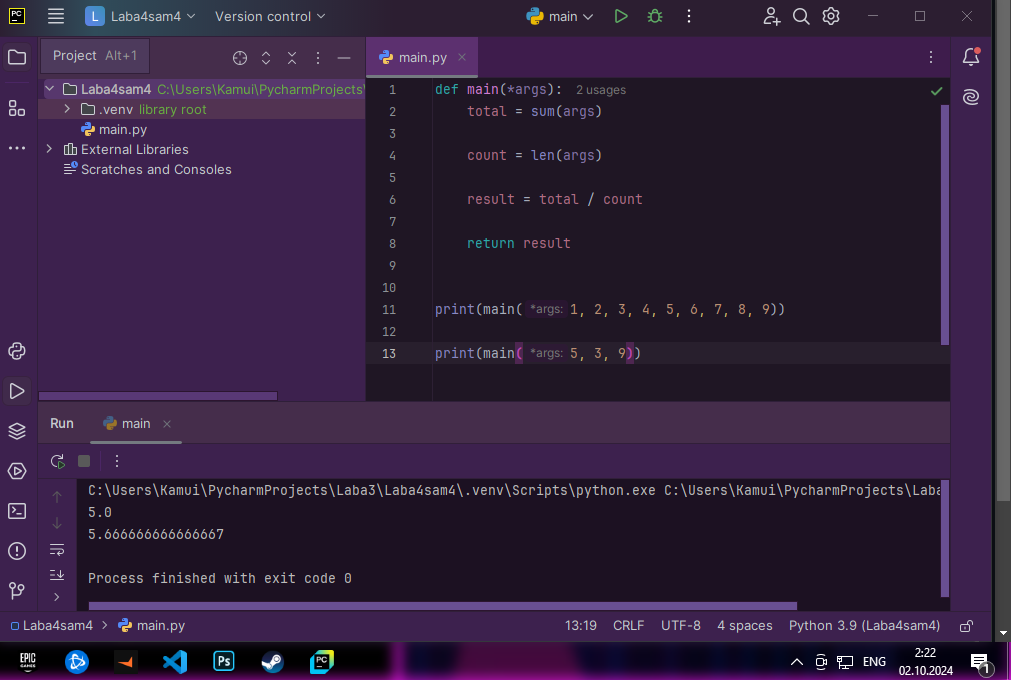 PC L Laba4sam4 Version control main
Project Alt+1
main.py
Laba4sam4 C:\Users\Kamui\PycharmProjects\
.venv library root
main.py
External Libraries
Scratches and Consoles
1 def main(*args): 2 usages
2 total = sum(args)
3
4 count = len(args)
5
6 result = total / count
7
8 return result
9
10
11 print(main( *args: 1, 2, 3, 4, 5, 6, 7, 8, 9))
12
13 print(main( *args: 5, 3, 9))
Run main
C:\Users\Kamui\PycharmProjects\Laba3\Laba4sam4\.venv\Scripts\python.exe C:\Users\Kamui\PycharmProjects\Laba
5.0
5.666666666666667
Process finished with exit code 0
Laba4sam4 > main.py 13:19 CRLF UTF-8 4 spaces Python 3.9 (Laba4sam4)
EPIC GAMES Ps PC ENG 2:22 1
02.10.2024